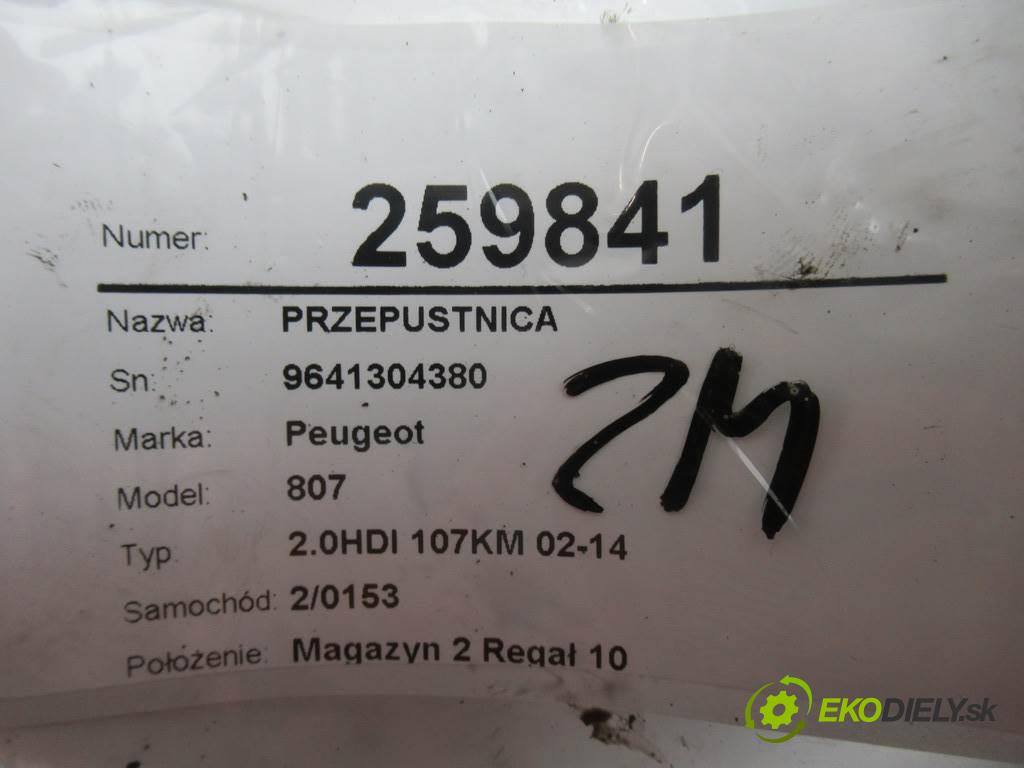 Numer: 259841
Nazwa: PRZEPUSTNICA
Sn: 9641304380
Marka: Peugeot
Model: 807
Typ: 2.0HDI 107KM 02-14
Samochód: 2/0153
Położenie: Magazyn 2 Regał 10
2M
EKODIELY.sk